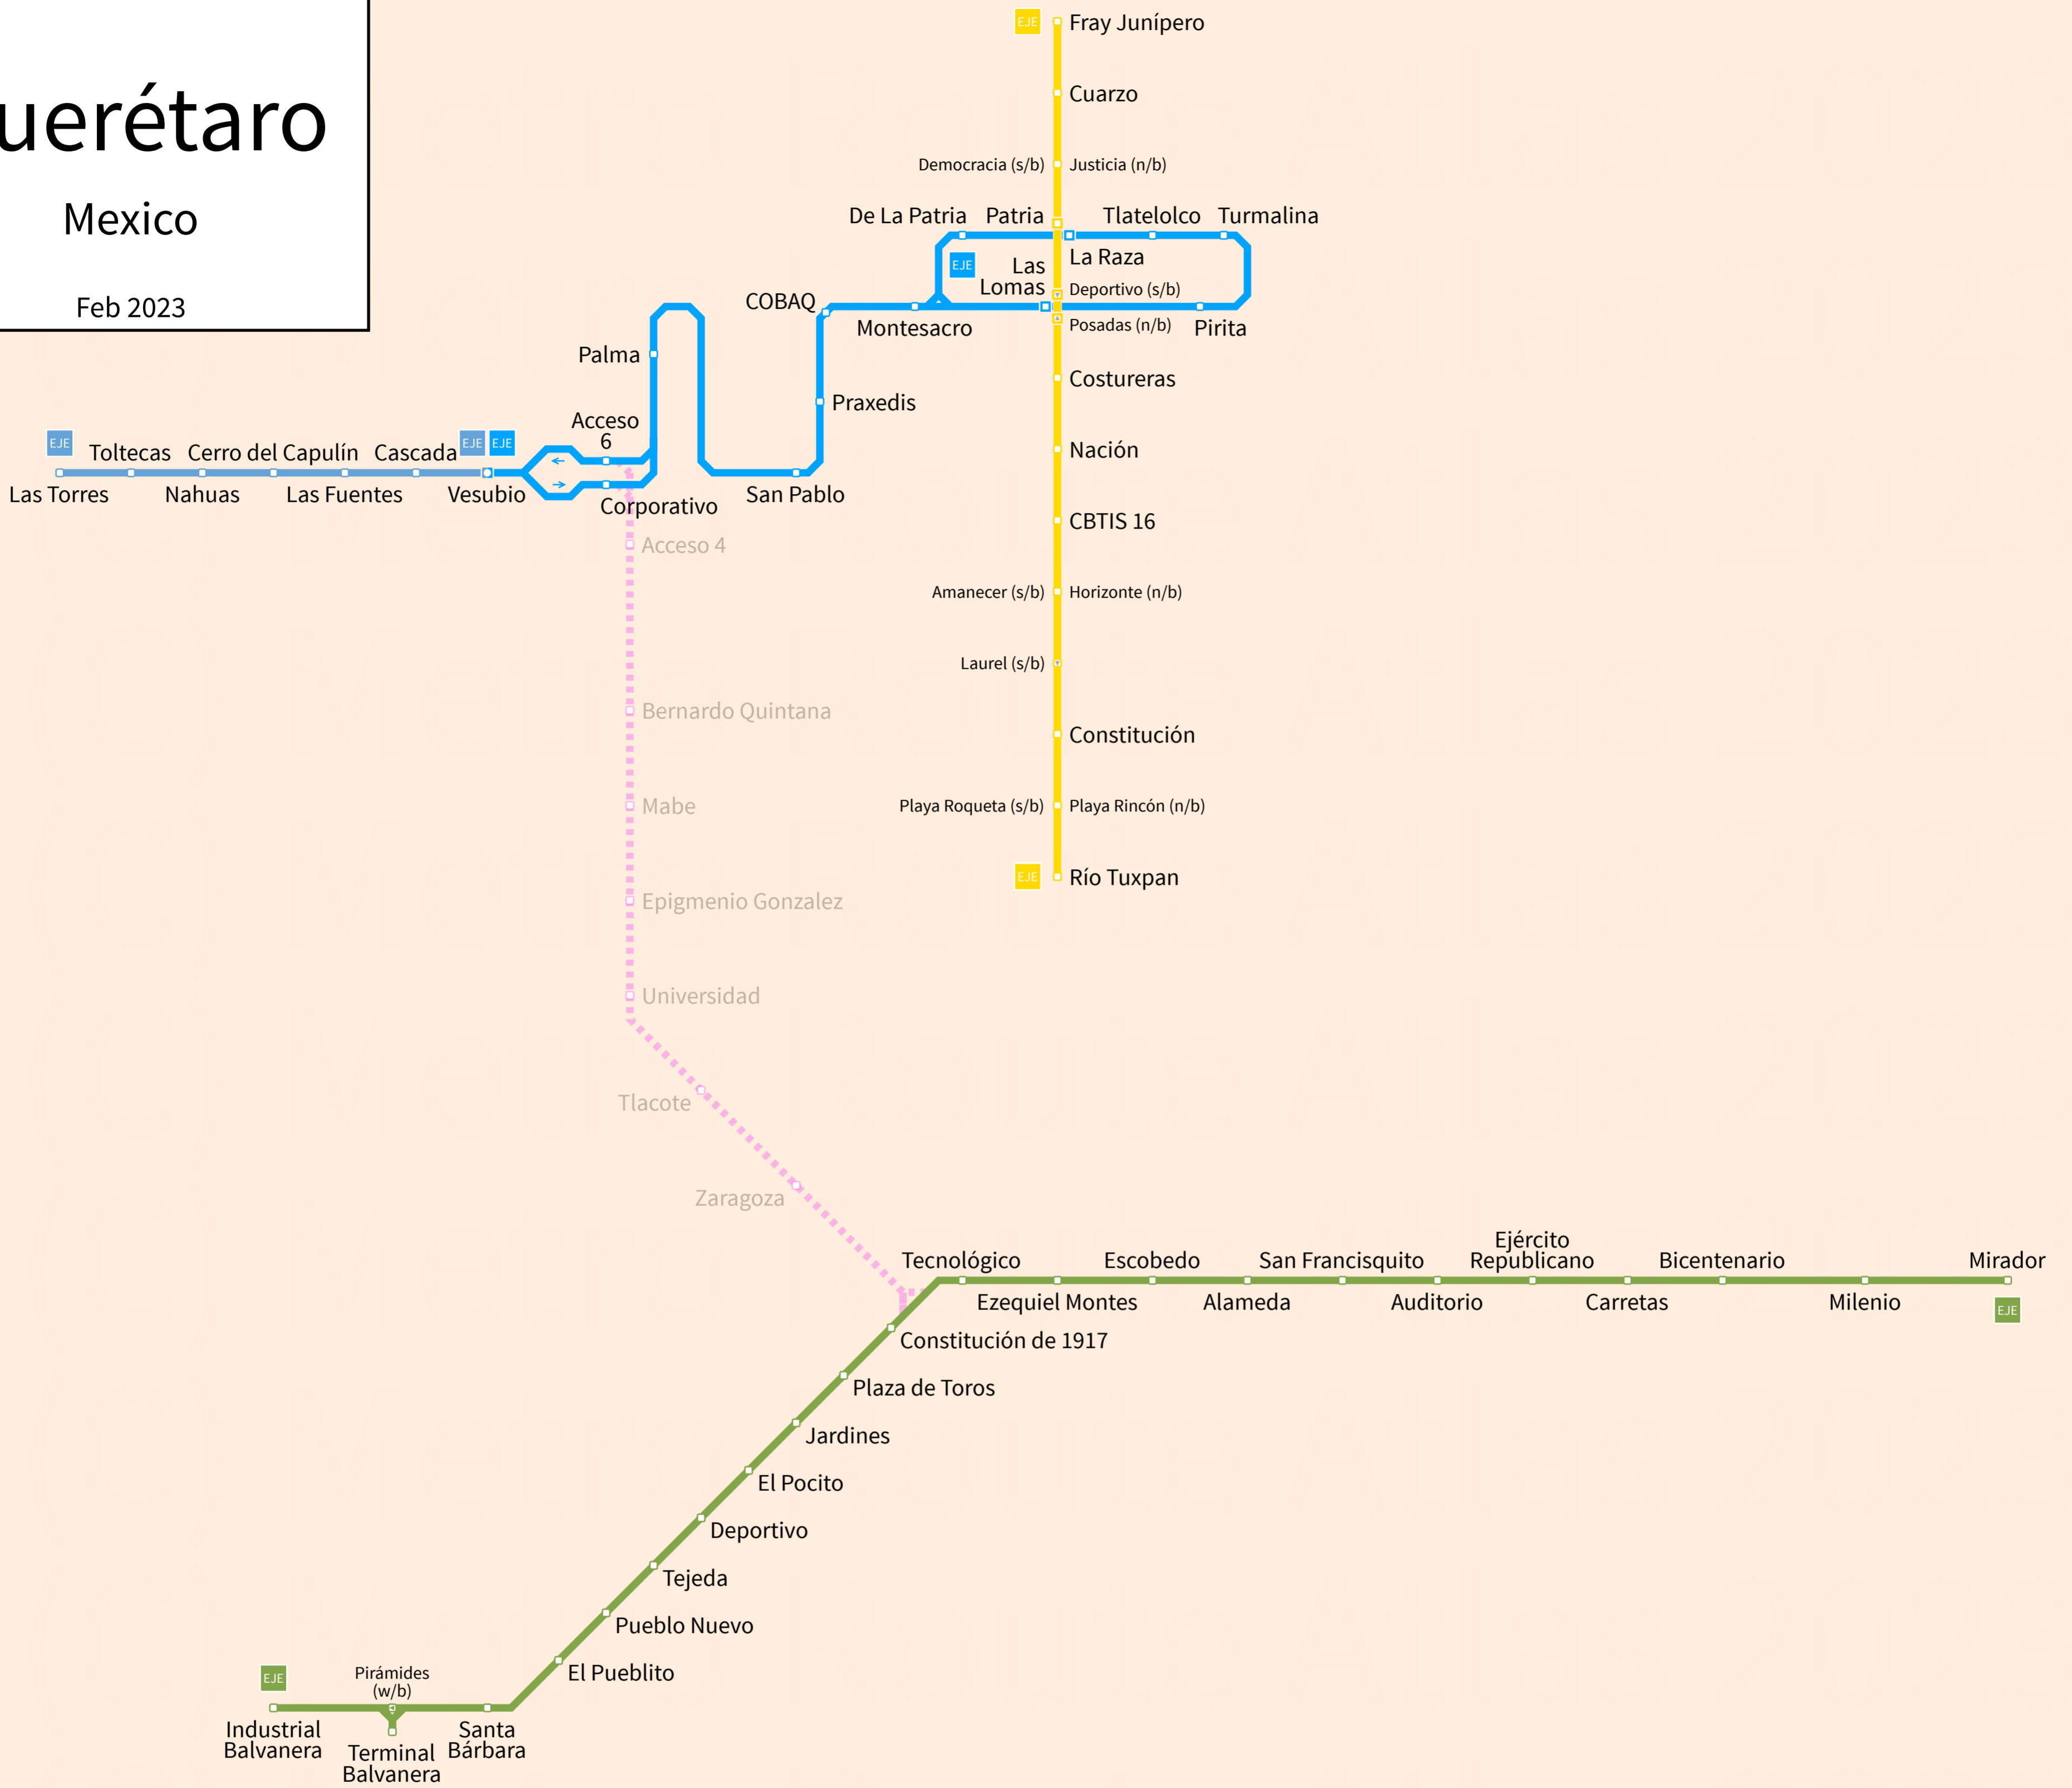 uerétaro
Mexico
Feb 2023
EJE
Fray Junípero
Cuarzo
Democracia (s/b)
Justicia (n/b)
De La Patria
Patria
Tlatelolco
Turmalina
La Raza
EJE
Las
Lomas
Deportivo (s/b)
COBAQ
Montesacro
Posadas (n/b)
Pirita
Palma
Costureras
Praxedis
Acceso
6
EJE
Toltecas
Cerro del Capulín
Cascada
EJE
EJE
Nación
Las Torres
Nahuas
Las Fuentes
Vesubio
Corporativo
San Pablo
CBTIS 16
Acceso 4
Amanecer (s/b)
Horizonte (n/b)
Laurel (s/b)
Bernardo Quintana
Constitución
Mabe
Playa Roqueta (s/b)
Playa Rincón (n/b)
EJE
Río Tuxpan
Epigmenio Gonzalez
Universidad
Tlacote
Zaragoza
Tecnológico
Escobedo
San Francisquito
Ejército
Republicano
Bicentenario
Mirador
Ezequiel Montes
Alameda
Auditorio
Carretas
Milenio
EJE
Constitución de 1917
Plaza de Toros
Jardines
El Pocito
Deportivo
Tejeda
Pueblo Nuevo
El Pueblito
EJE
Pirámides
(w/b)
Industrial
Balvanera
Terminal
Balvanera
Santa
Bárbara
(C) Metro Route Atlas 2023